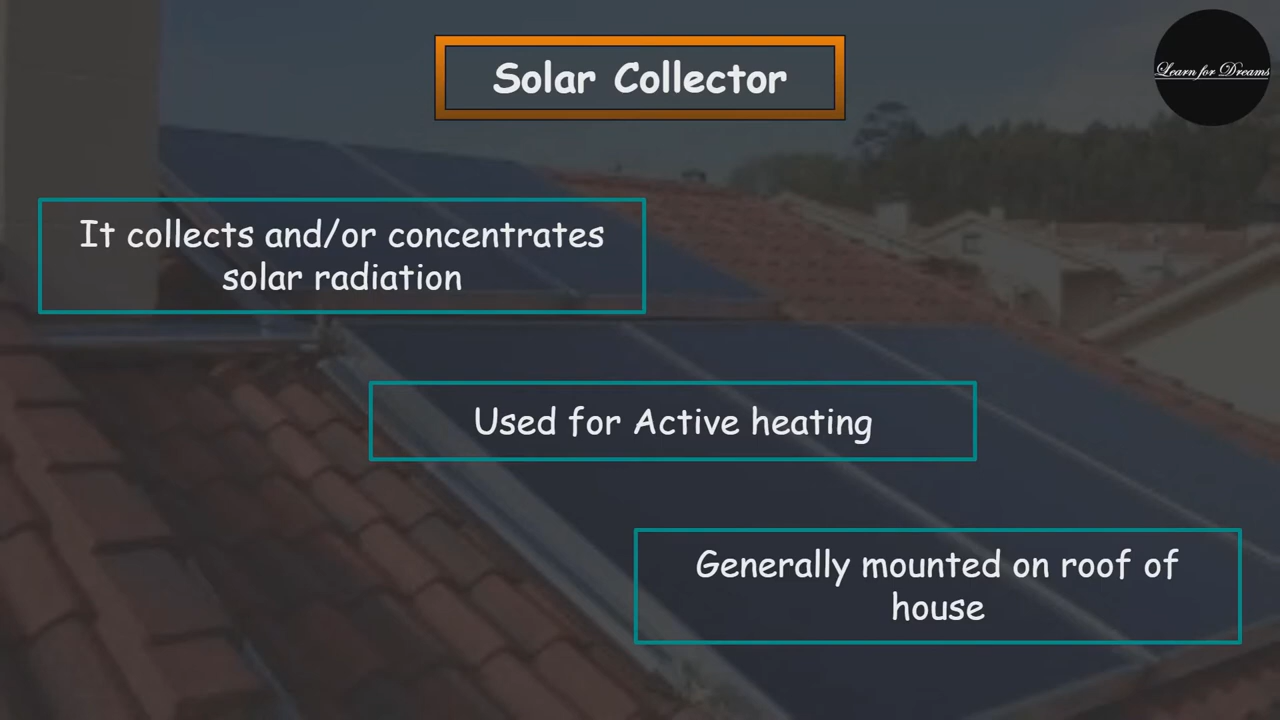 Solar Collector
Learn for Dreams
It collects and/or concentrates
solar radiation
Used for Active heating
Generally mounted on roof of
house